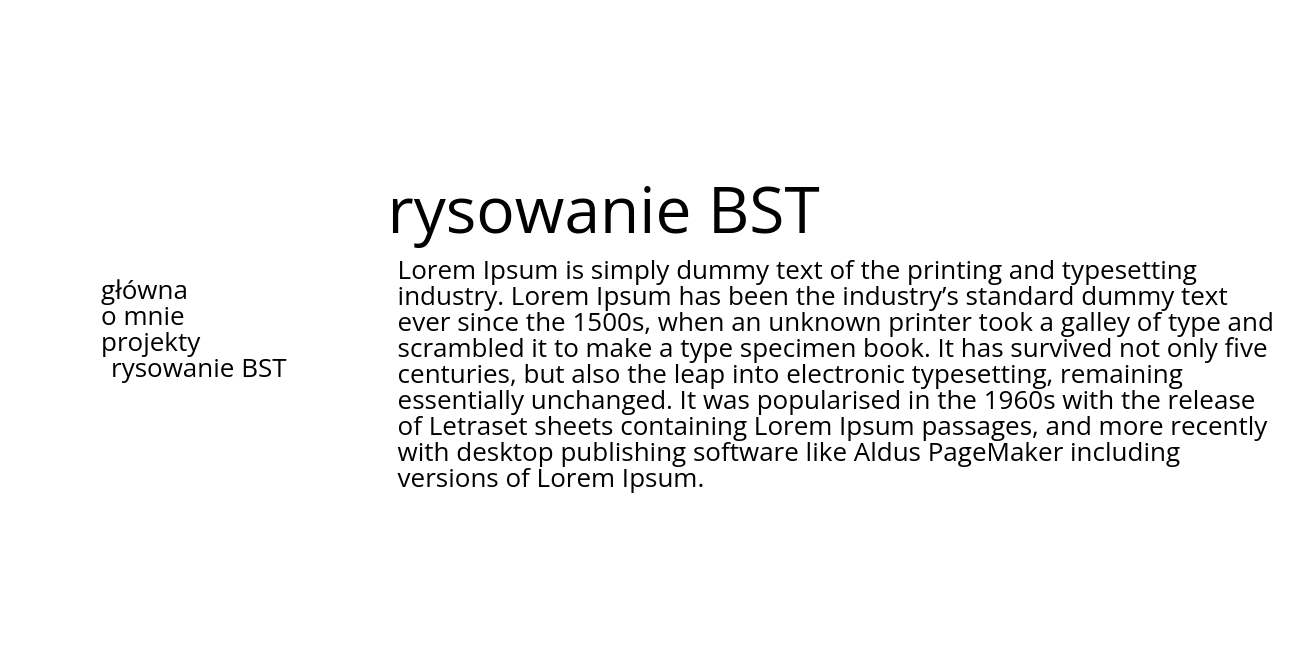 rysowanie BST
główna
o mnie
projekty
rysowanie BST
Lorem Ipsum is simply dummy text of the printing and typesetting
industry. Lorem Ipsum has been the industry’s standard dummy text
ever since the 1500s, when an unknown printer took a galley of type and
scrambled it to make a type specimen book. It has survived not only five
centuries, but also the leap into electronic typesetting, remaining
essentially unchanged. It was popularised in the 1960s with the release
of Letraset sheets containing Lorem Ipsum passages, and more recently
with desktop publishing software like Aldus PageMaker including
versions of Lorem Ipsum.